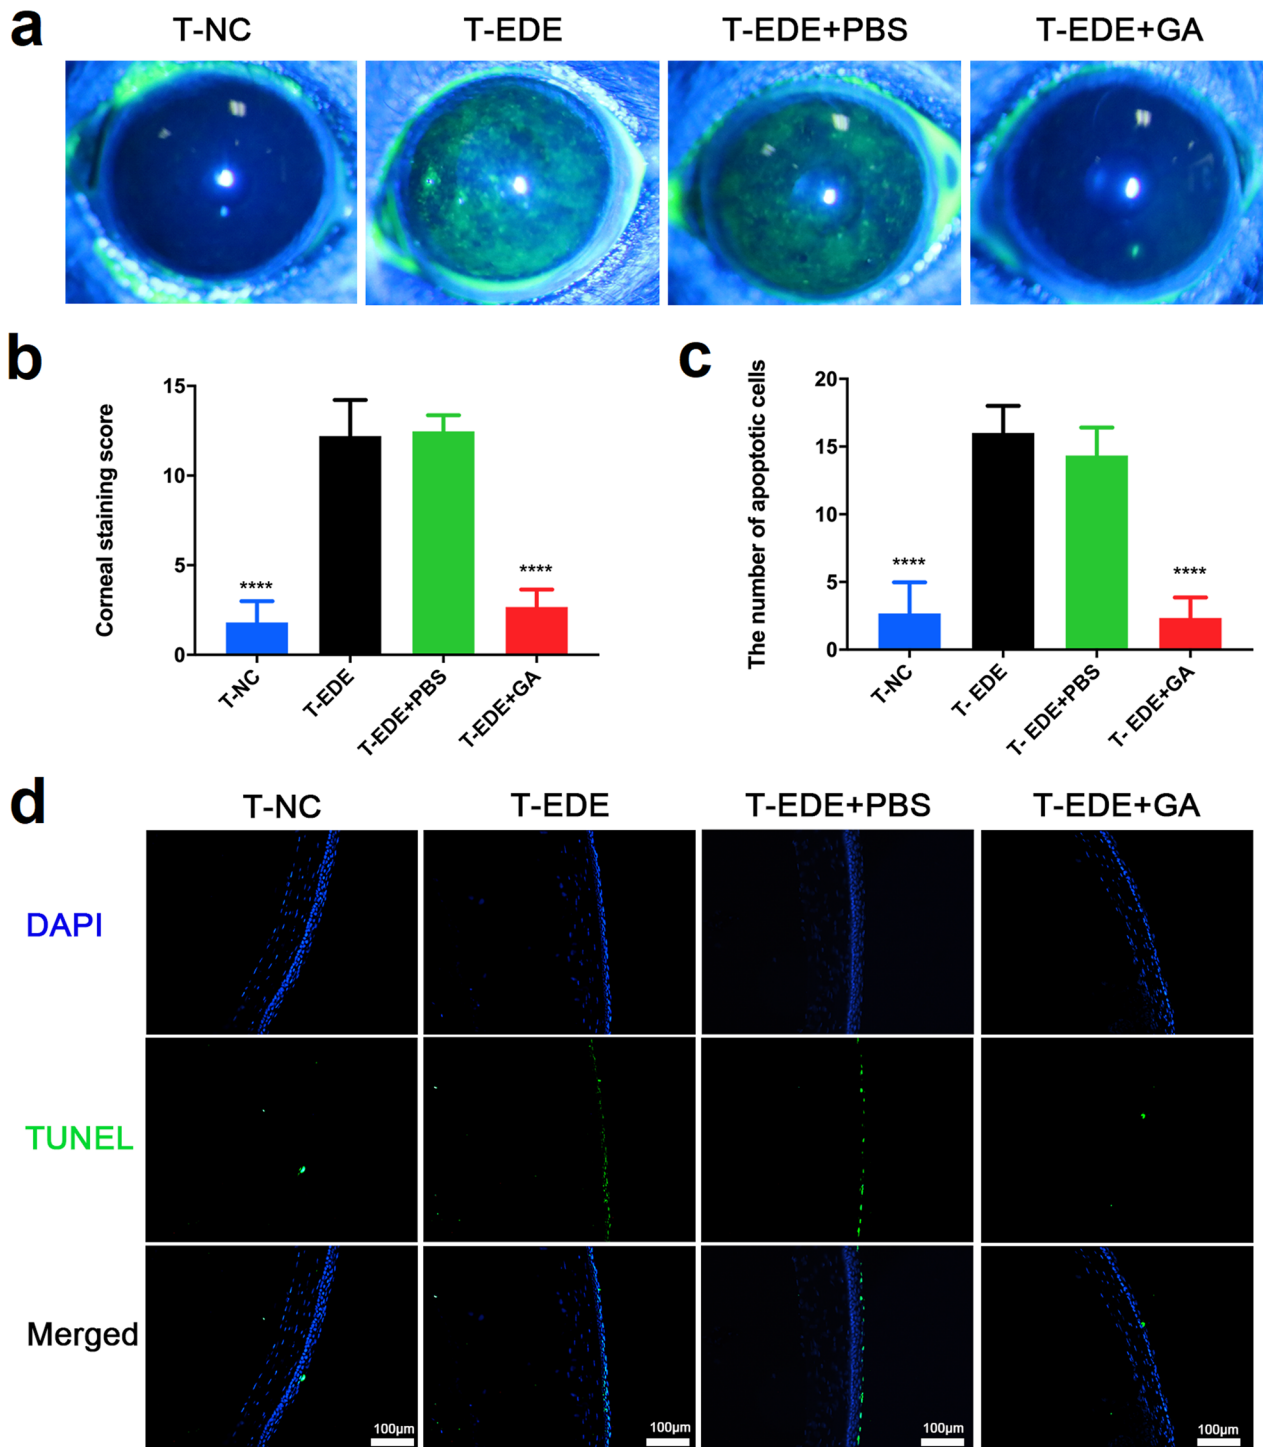 a
T-NC
T-EDE
T-EDE+PBS
T-EDE+GA
b
Corneal staining score
15
10
5
0
****
****
T-NC
T-EDE
T-EDE+PBS
T-EDE+GA
c
The number of apoptotic cells
20
15
10
5
0
****
****
T-NC
T- EDE
T- EDE+PBS
T- EDE+GA
d
T-NC
T-EDE
T-EDE+PBS
T-EDE+GA
DAPI
TUNEL
Merged
100μm
100μm
100μm
100μm